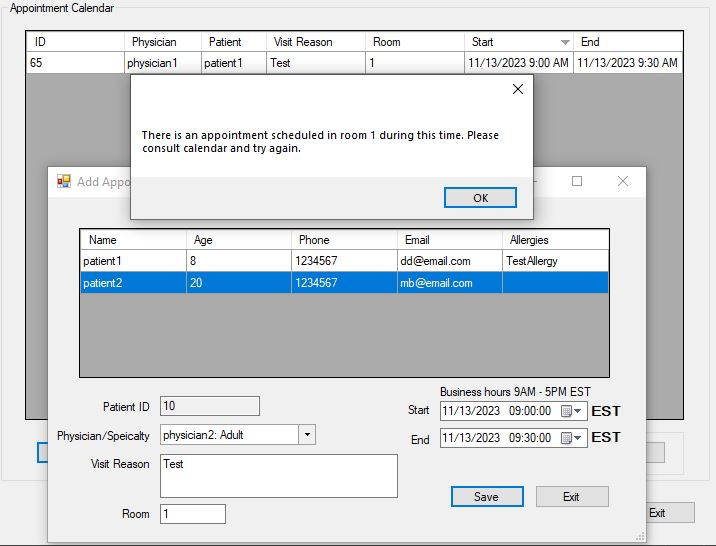 Appointment Calendar
ID Physician Patient Visit Reason Room Start End
65 physician1 patient1 Test 1 11/13/2023 9:00 AM 11/13/2023 9:30 AM
There is an appointment scheduled in room 1 during this time. Please
consult calendar and try again.
OK
Add Appo
Name Age Phone Email Allergies
patient1 8 1234567 dd@email.com TestAllergy
patient2 20 1234567 mb@email.com
Business hours 9AM - 5PM EST
Patient ID 10 Start 11/13/2023 09:00:00 EST
Physician/Speicalty physician2: Adult End 11/13/2023 09:30:00 EST
Visit Reason Test
Save Exit
Room 1
Exit